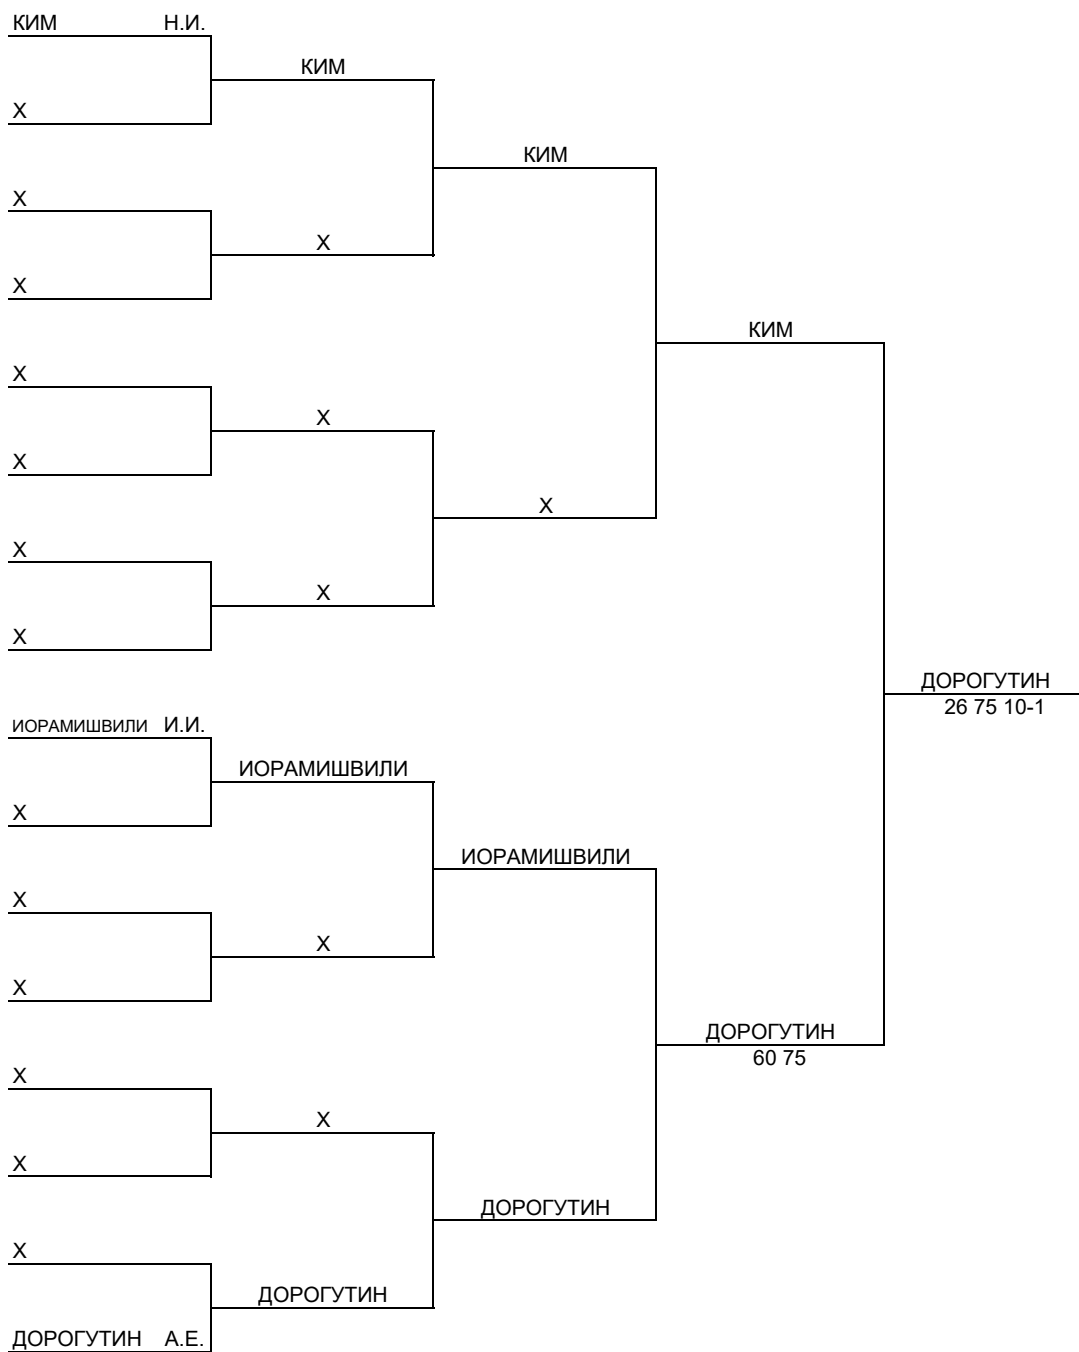 КИМ Н.И.
КИМ
X
КИМ
X
X
X
КИМ
X
X
X
X
X
X
X
ДОРОГУТИН
26 75 10-1
ИОРАМИШВИЛИ И.И.
ИОРАМИШВИЛИ
X
ИОРАМИШВИЛИ
X
X
X
ДОРОГУТИН
60 75
X
X
X
ДОРОГУТИН
X
ДОРОГУТИН
ДОРОГУТИН А.Е.